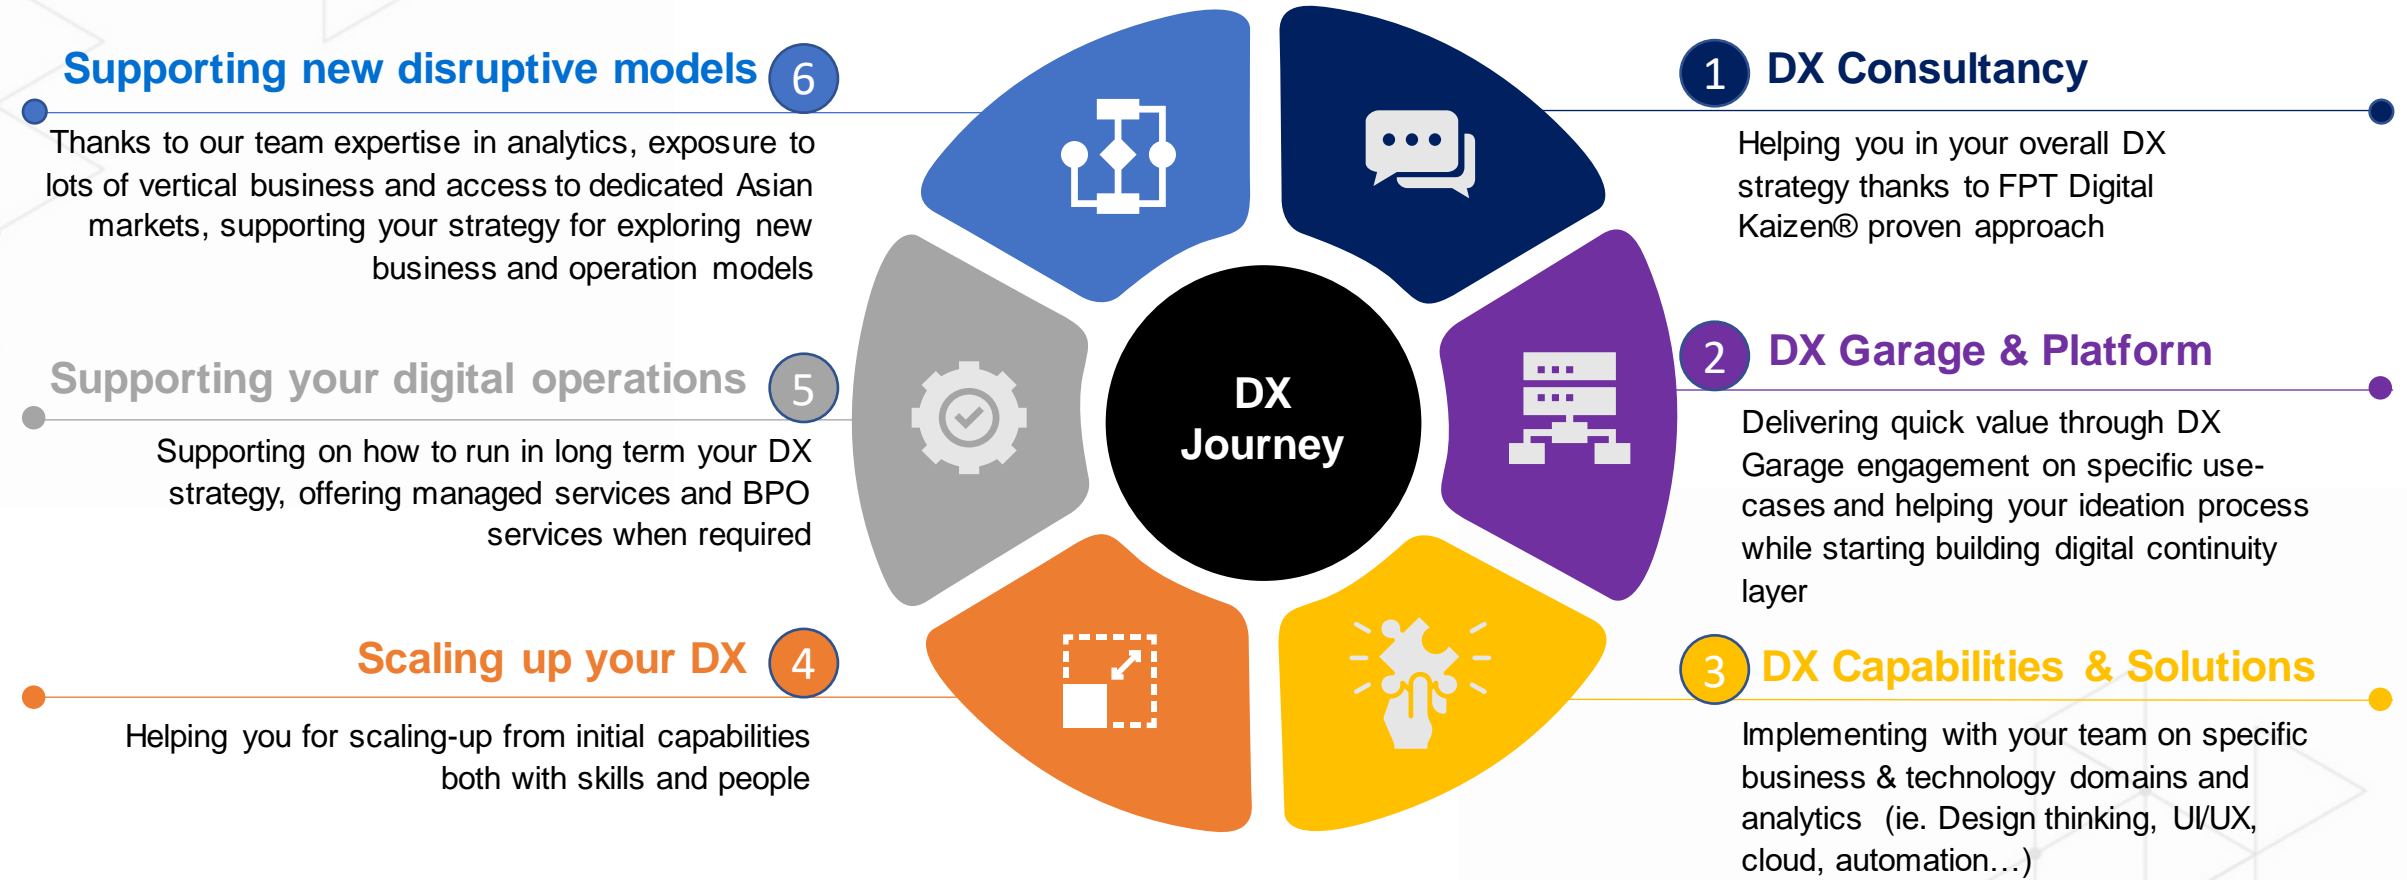 1 DX Consultancy
Helping you in your overall DX
strategy thanks to FPT Digital
Kaizen® proven approach
2 DX Garage & Platform
Delivering quick value through DX
Garage engagement on specific use-
cases and helping your ideation process
while starting building digital continuity
layer
3 DX Capabilities & Solutions
Implementing with your team on specific
business & technology domains and
analytics (ie. Design thinking, UI/UX,
cloud, automation…)
Scaling up your DX 4
Helping you for scaling-up from initial capabilities
both with skills and people
Supporting your digital operations 5
Supporting on how to run in long term your DX
strategy, offering managed services and BPO
services when required
Supporting new disruptive models 6
Thanks to our team expertise in analytics, exposure to
lots of vertical business and access to dedicated Asian
markets, supporting your strategy for exploring new
business and operation models
DX
Journey